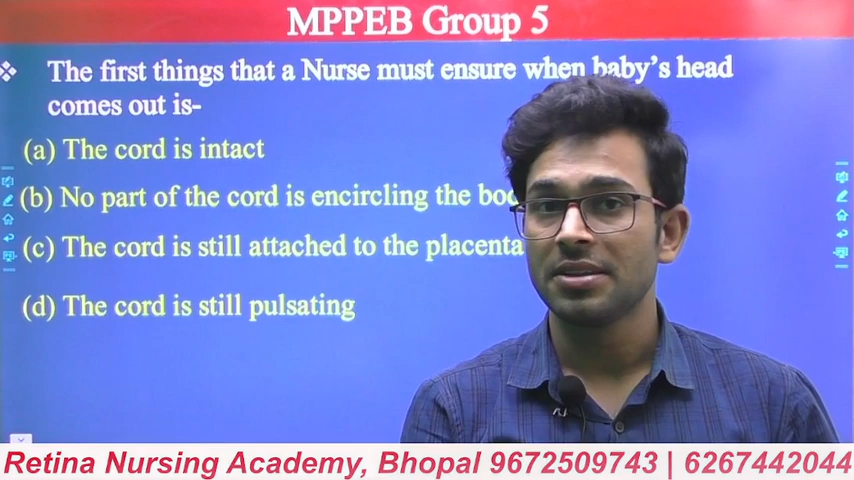 MPPEB Group 5
❖ The first things that a Nurse must ensure when baby's head
comes out is-
(a) The cord is intact
(b) No part of the cord is encircling the
(c) The cord is still attached to the placenta
(d) The cord is still pulsating
Retina Nursing Academy, Bhopal 9672509743 | 6267442044